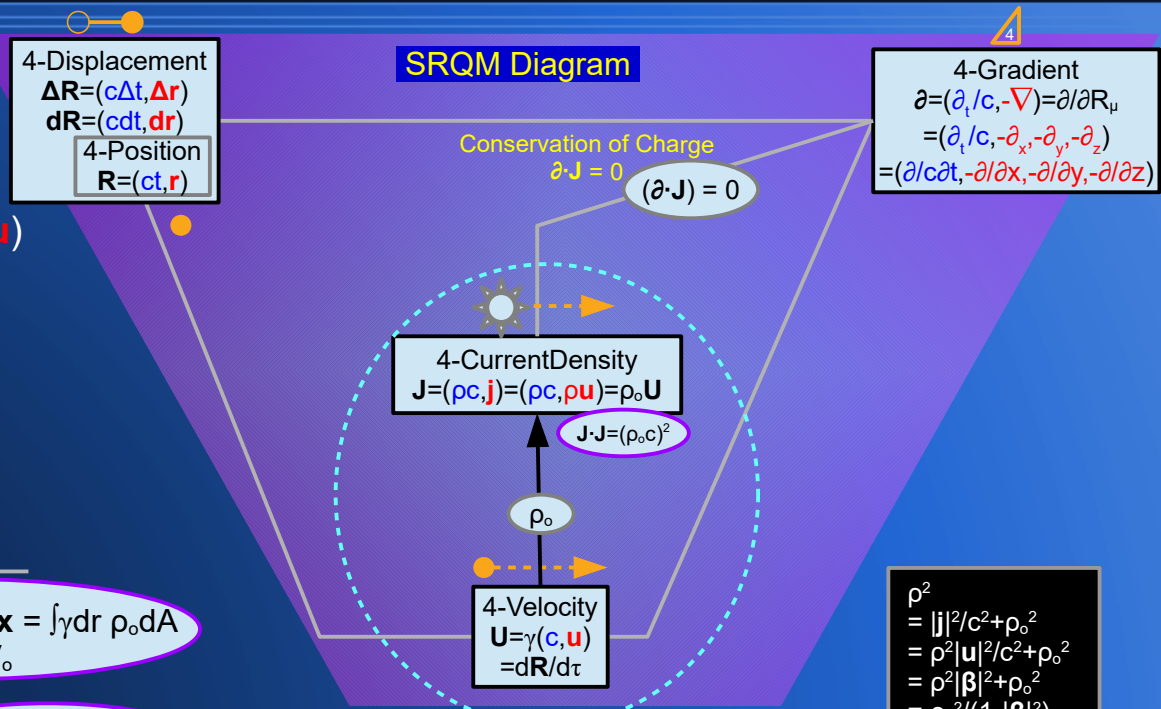 SRQM Diagram
4-Displacement
ΔR=(cΔt,Δr)
dR=(cdt,dr)
4-Position
R=(ct,r)
4
4-Gradient
∂=(∂ₜ/c,-∇)=∂/∂Rμ
=(∂ₜ/c,-∂ₓ,-∂y,-∂z)
=(∂/c∂t,-∂/∂x,-∂/∂y,-∂/∂z)
Conservation of Charge
∂·J = 0
(∂·J) = 0
u)
4-CurrentDensity
J=(ρc,j)=(ρc,ρu)=ρₒU
J·J=(ρₒc)²
ρₒ
4-Velocity
U=γ(c,u)
=dR/dτ
x = ∫γdr ρₒdA
ρ²
= |j|²/c²+ρₒ²
= ρ²|u|²/c²+ρₒ²
= ρ²|β|²+ρₒ²